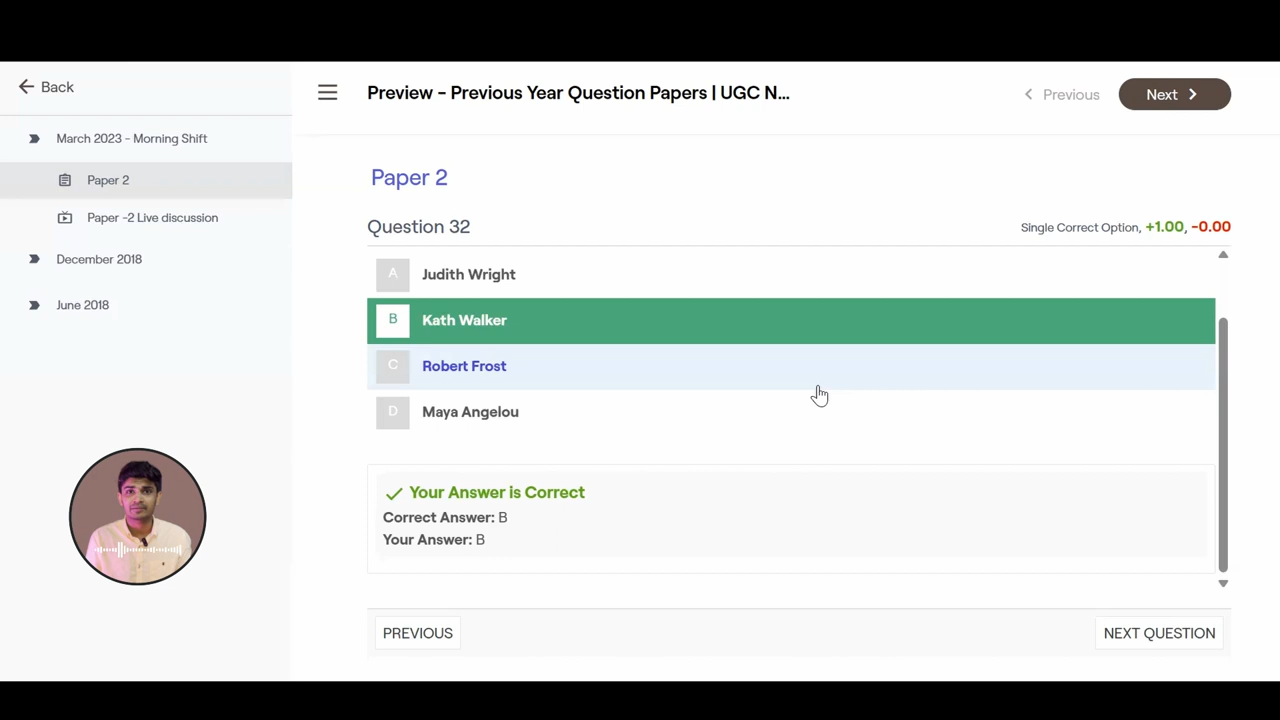 Back
March 2023 - Morning Shift
Paper 2
Paper -2 Live discussion
December 2018
June 2018
Preview - Previous Year Question Papers | UGC N...
Previous
Next
Paper 2
Question 32
Single Correct Option, +1.00, -0.00
A Judith Wright
B Kath Walker
C Robert Frost
D Maya Angelou
Your Answer is Correct
Correct Answer: B
Your Answer: B
PREVIOUS
NEXT QUESTION